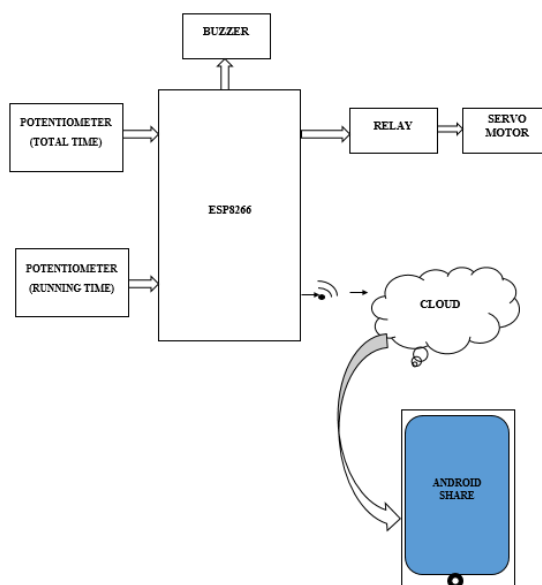 BUZZER
POTENTIOMETER
(TOTAL TIME)
RELAY
SERVO
MOTOR
ESP8266
POTENTIOMETER
(RUNNING TIME)
CLOUD
ANDROID
SHARE